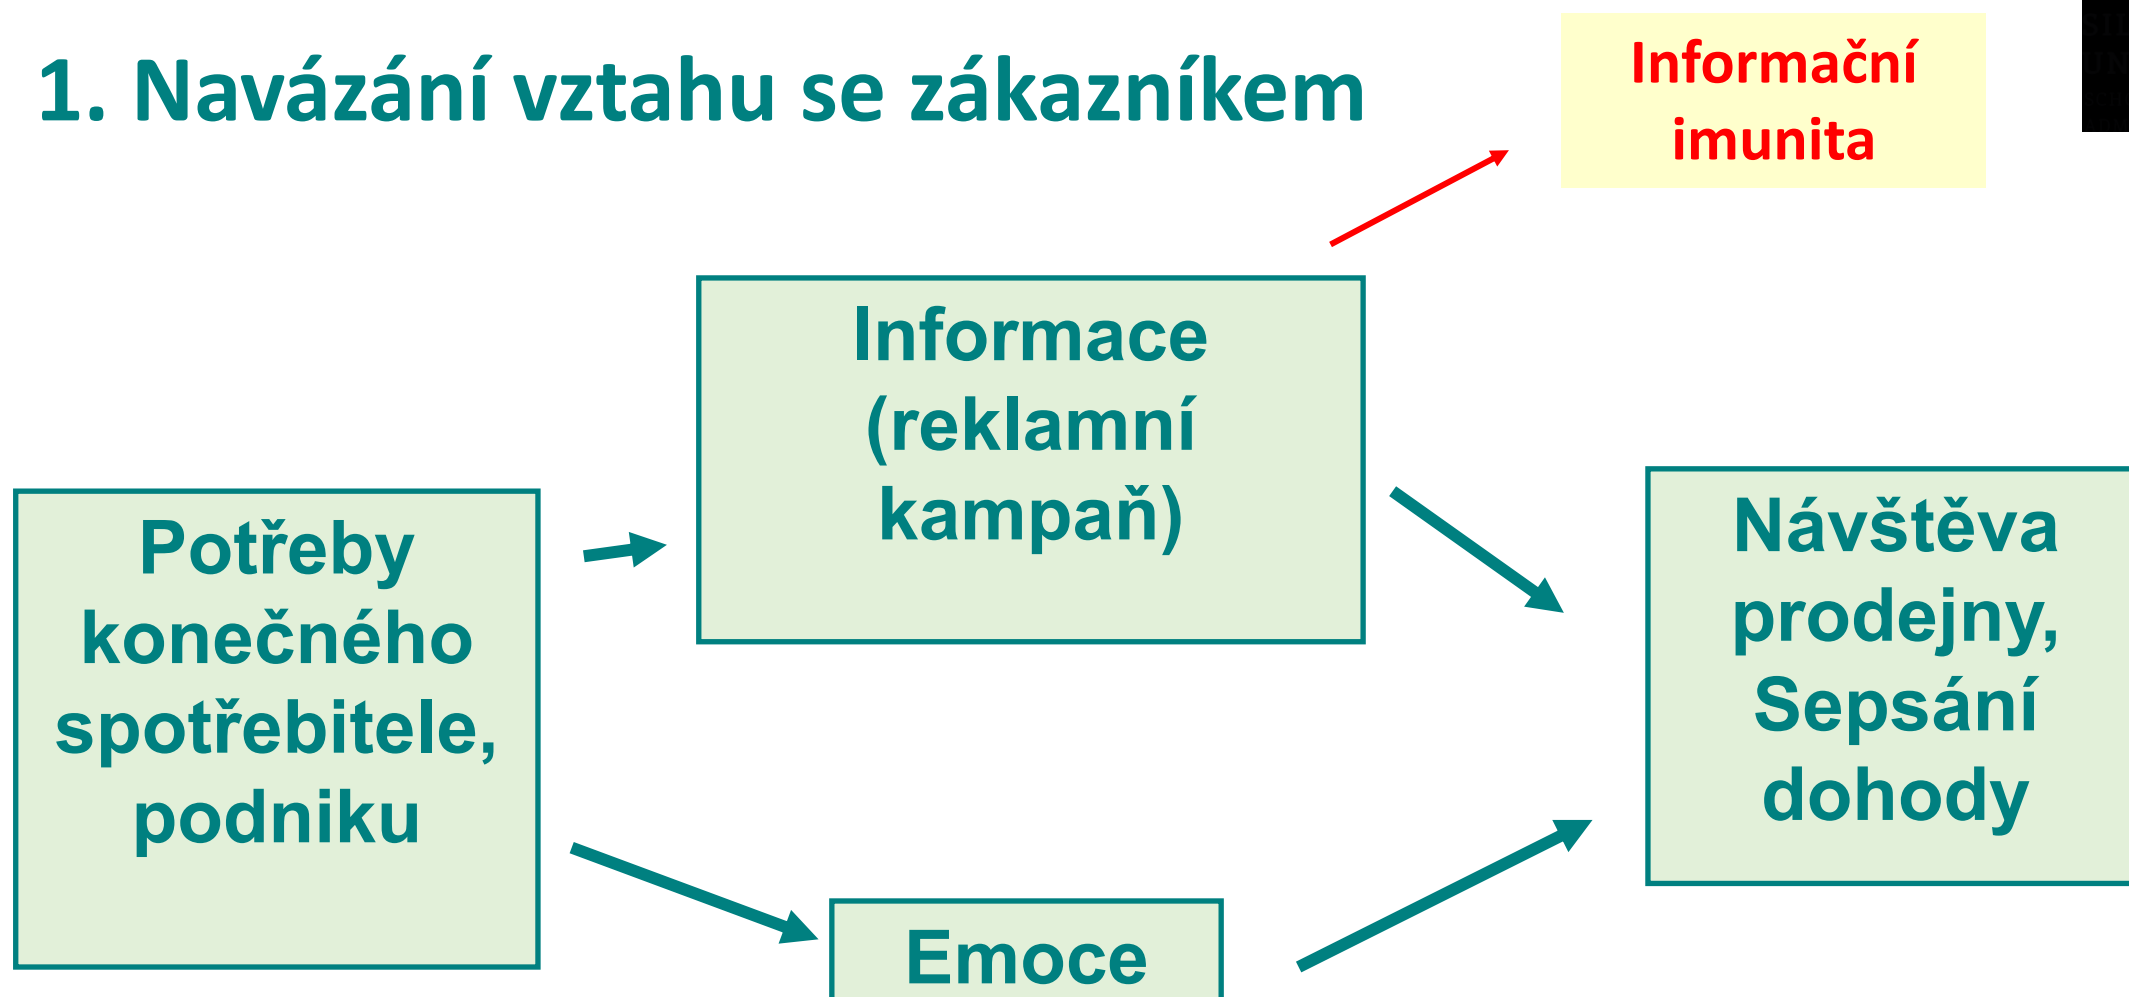 1. Navázání vztahu se zákazníkem
Informační
imunita
Informace
(reklamní
kampaň)
Potřeby
konečného
spotřebitele,
podniku
Návštěva
prodejny,
Sepsání
dohody
Emoce